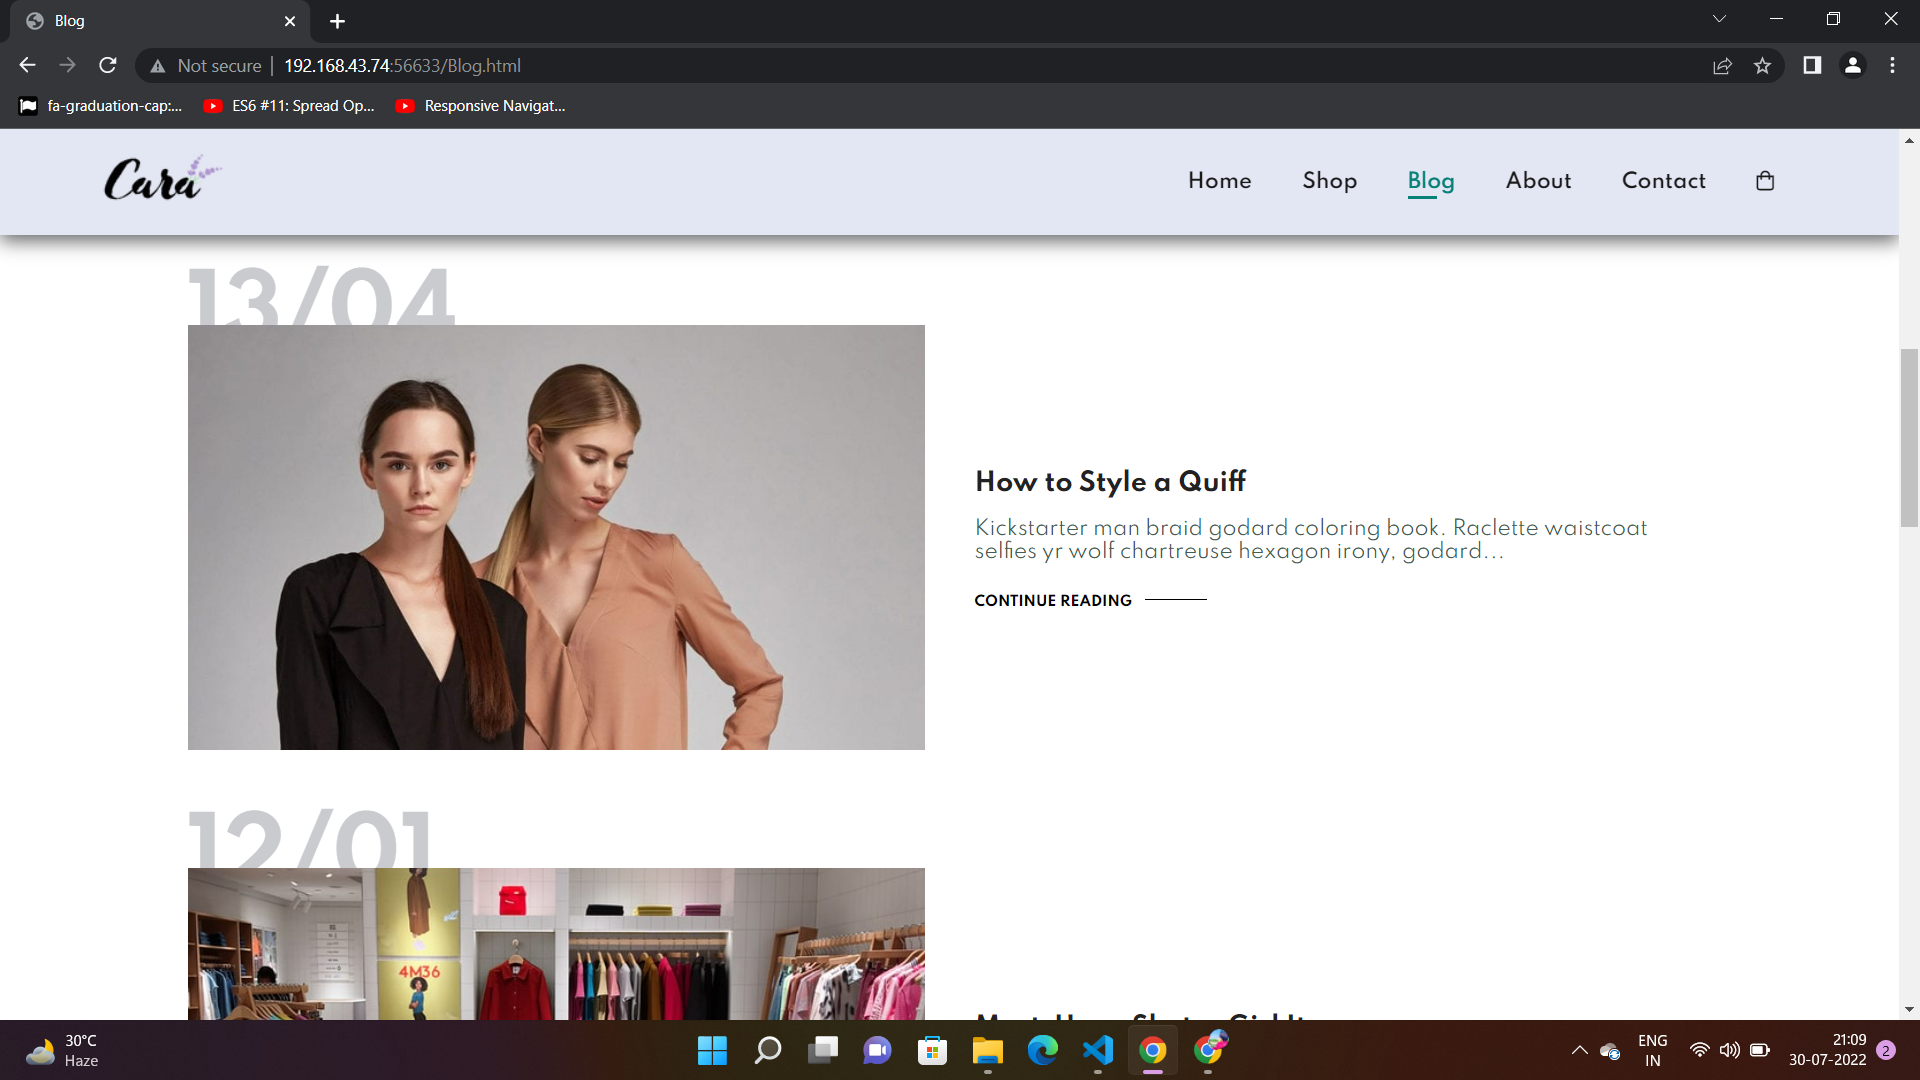 Blog
Not secure
192.168.43.74:56633/Blog.html
fa-graduation-cap:...
ES6 #11: Spread Op...
Responsive Navigat...
Cara
Home
Shop
Blog
About
Contact
13/04
How to Style a Quiff
Kickstarter man braid godard coloring book. Raclette waistcoat
selfies yr wolf chartreuse hexagon irony, godard...
CONTINUE READING
12/01
4M36
30°C
Haze
ENG
IN
21:09
30-07-2022
2